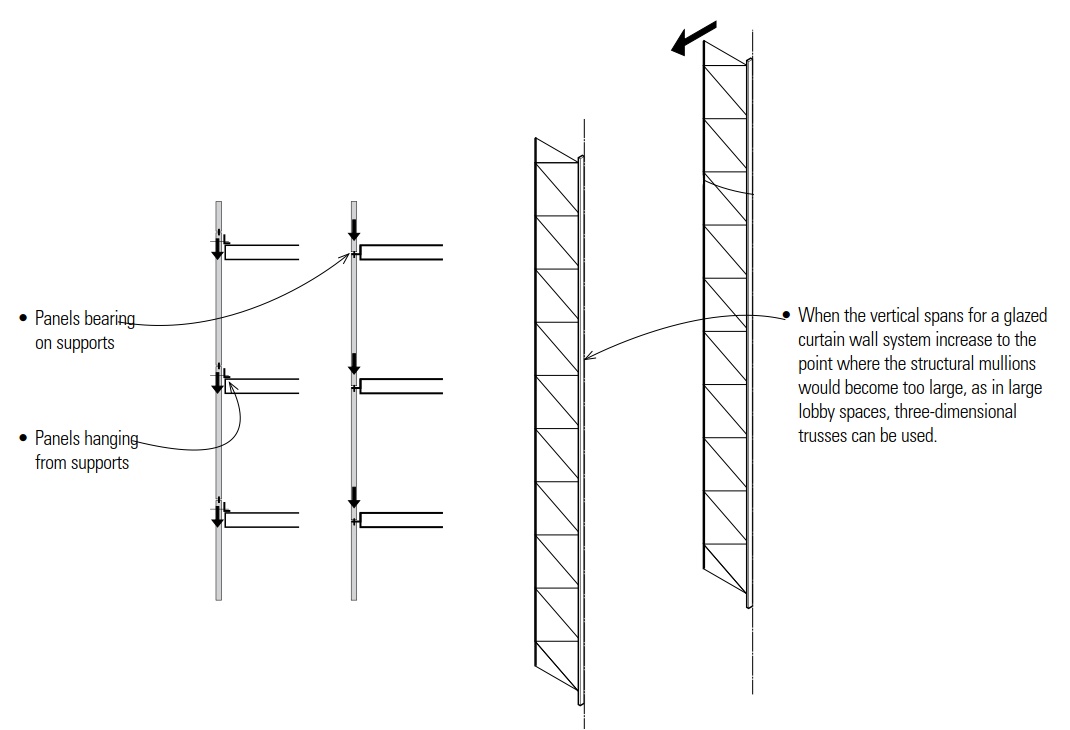 • Panels bearing
on supports
• Panels hanging
from supports
• When the vertical spans for a glazed
curtain wall system increase to the
point where the structural mullions
would become too large, as in large
lobby spaces, three-dimensional
trusses can be used.